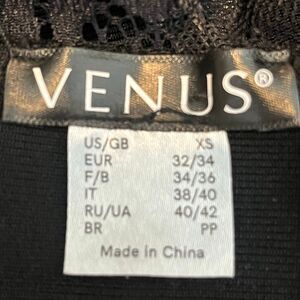 VENUS®
US/GB XS
EUR 32/34
F/B 34/36
IT 38/40
RU/UA 40/42
BR PP
Made in China